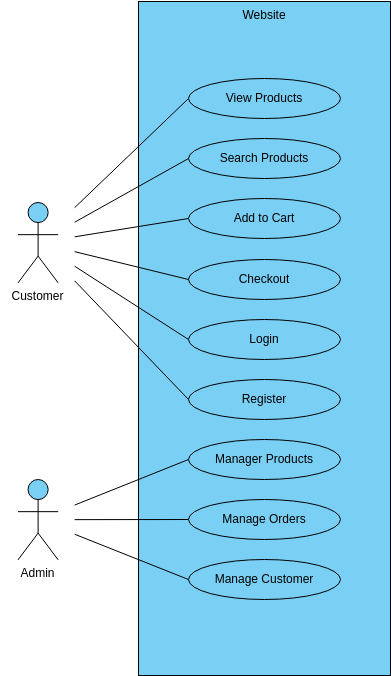 Website
View Products
Search Products
Add to Cart
Checkout
Customer
Login
Register
Manager Products
Manage Orders
Admin
Manage Customer